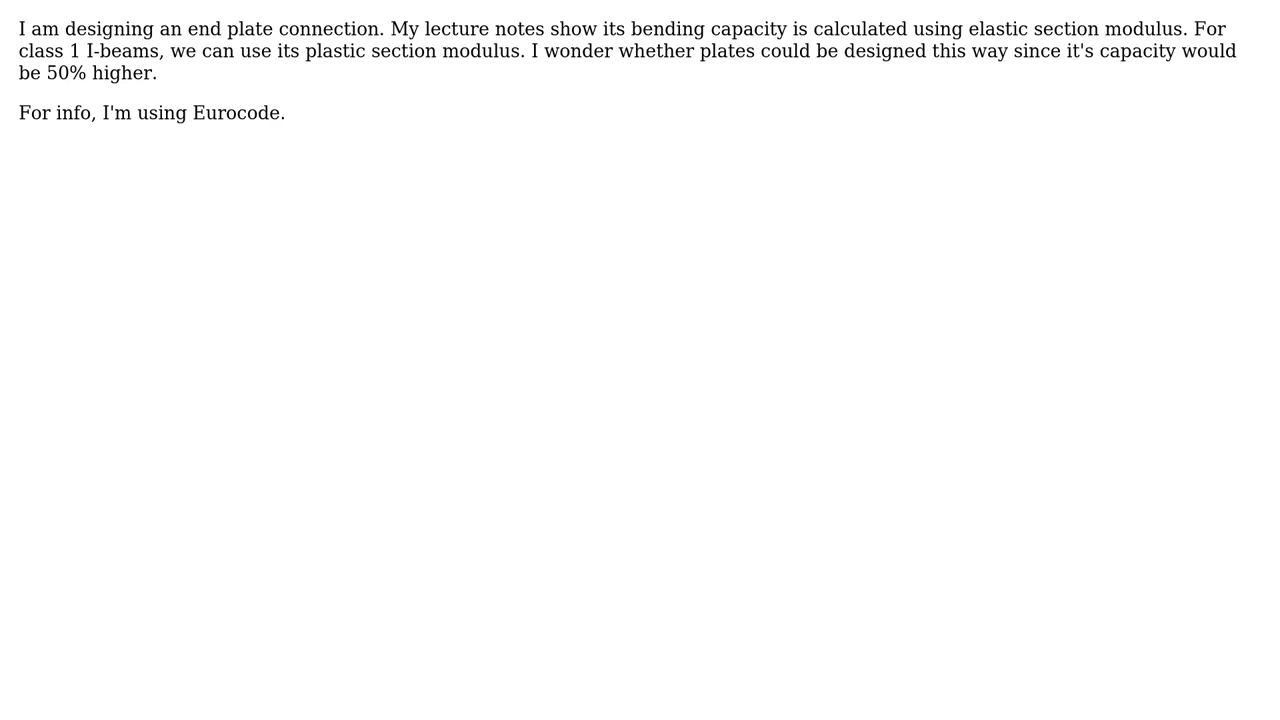 I am designing an end plate connection. My lecture notes show its bending capacity is calculated using elastic section modulus. For
class 1 I-beams, we can use its plastic section modulus. I wonder whether plates could be designed this way since it's capacity would
be 50% higher.
For info, I'm using Eurocode.